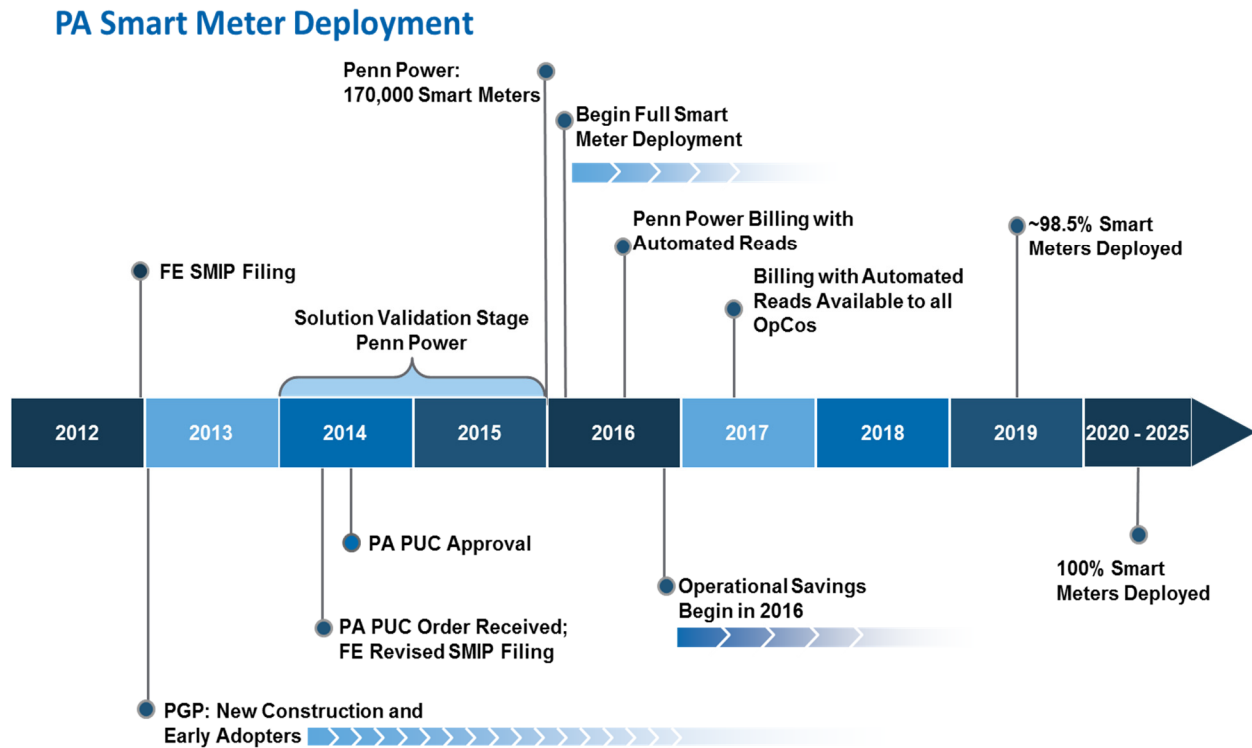 PA Smart Meter Deployment
Penn Power:
170,000 Smart Meters
Begin Full Smart
Meter Deployment
Penn Power Billing with
Automated Reads
~98.5% Smart
Meters Deployed
FE SMIP Filing
Billing with Automated
Reads Available to all
OpCos
Solution Validation Stage
Penn Power
2012
2013
2014
2015
2016
2017
2018
2019
2020 - 2025
PA PUC Approval
100% Smart
Meters Deployed
Operational Savings
Begin in 2016
PA PUC Order Received;
FE Revised SMIP Filing
PGP: New Construction and
Early Adopters